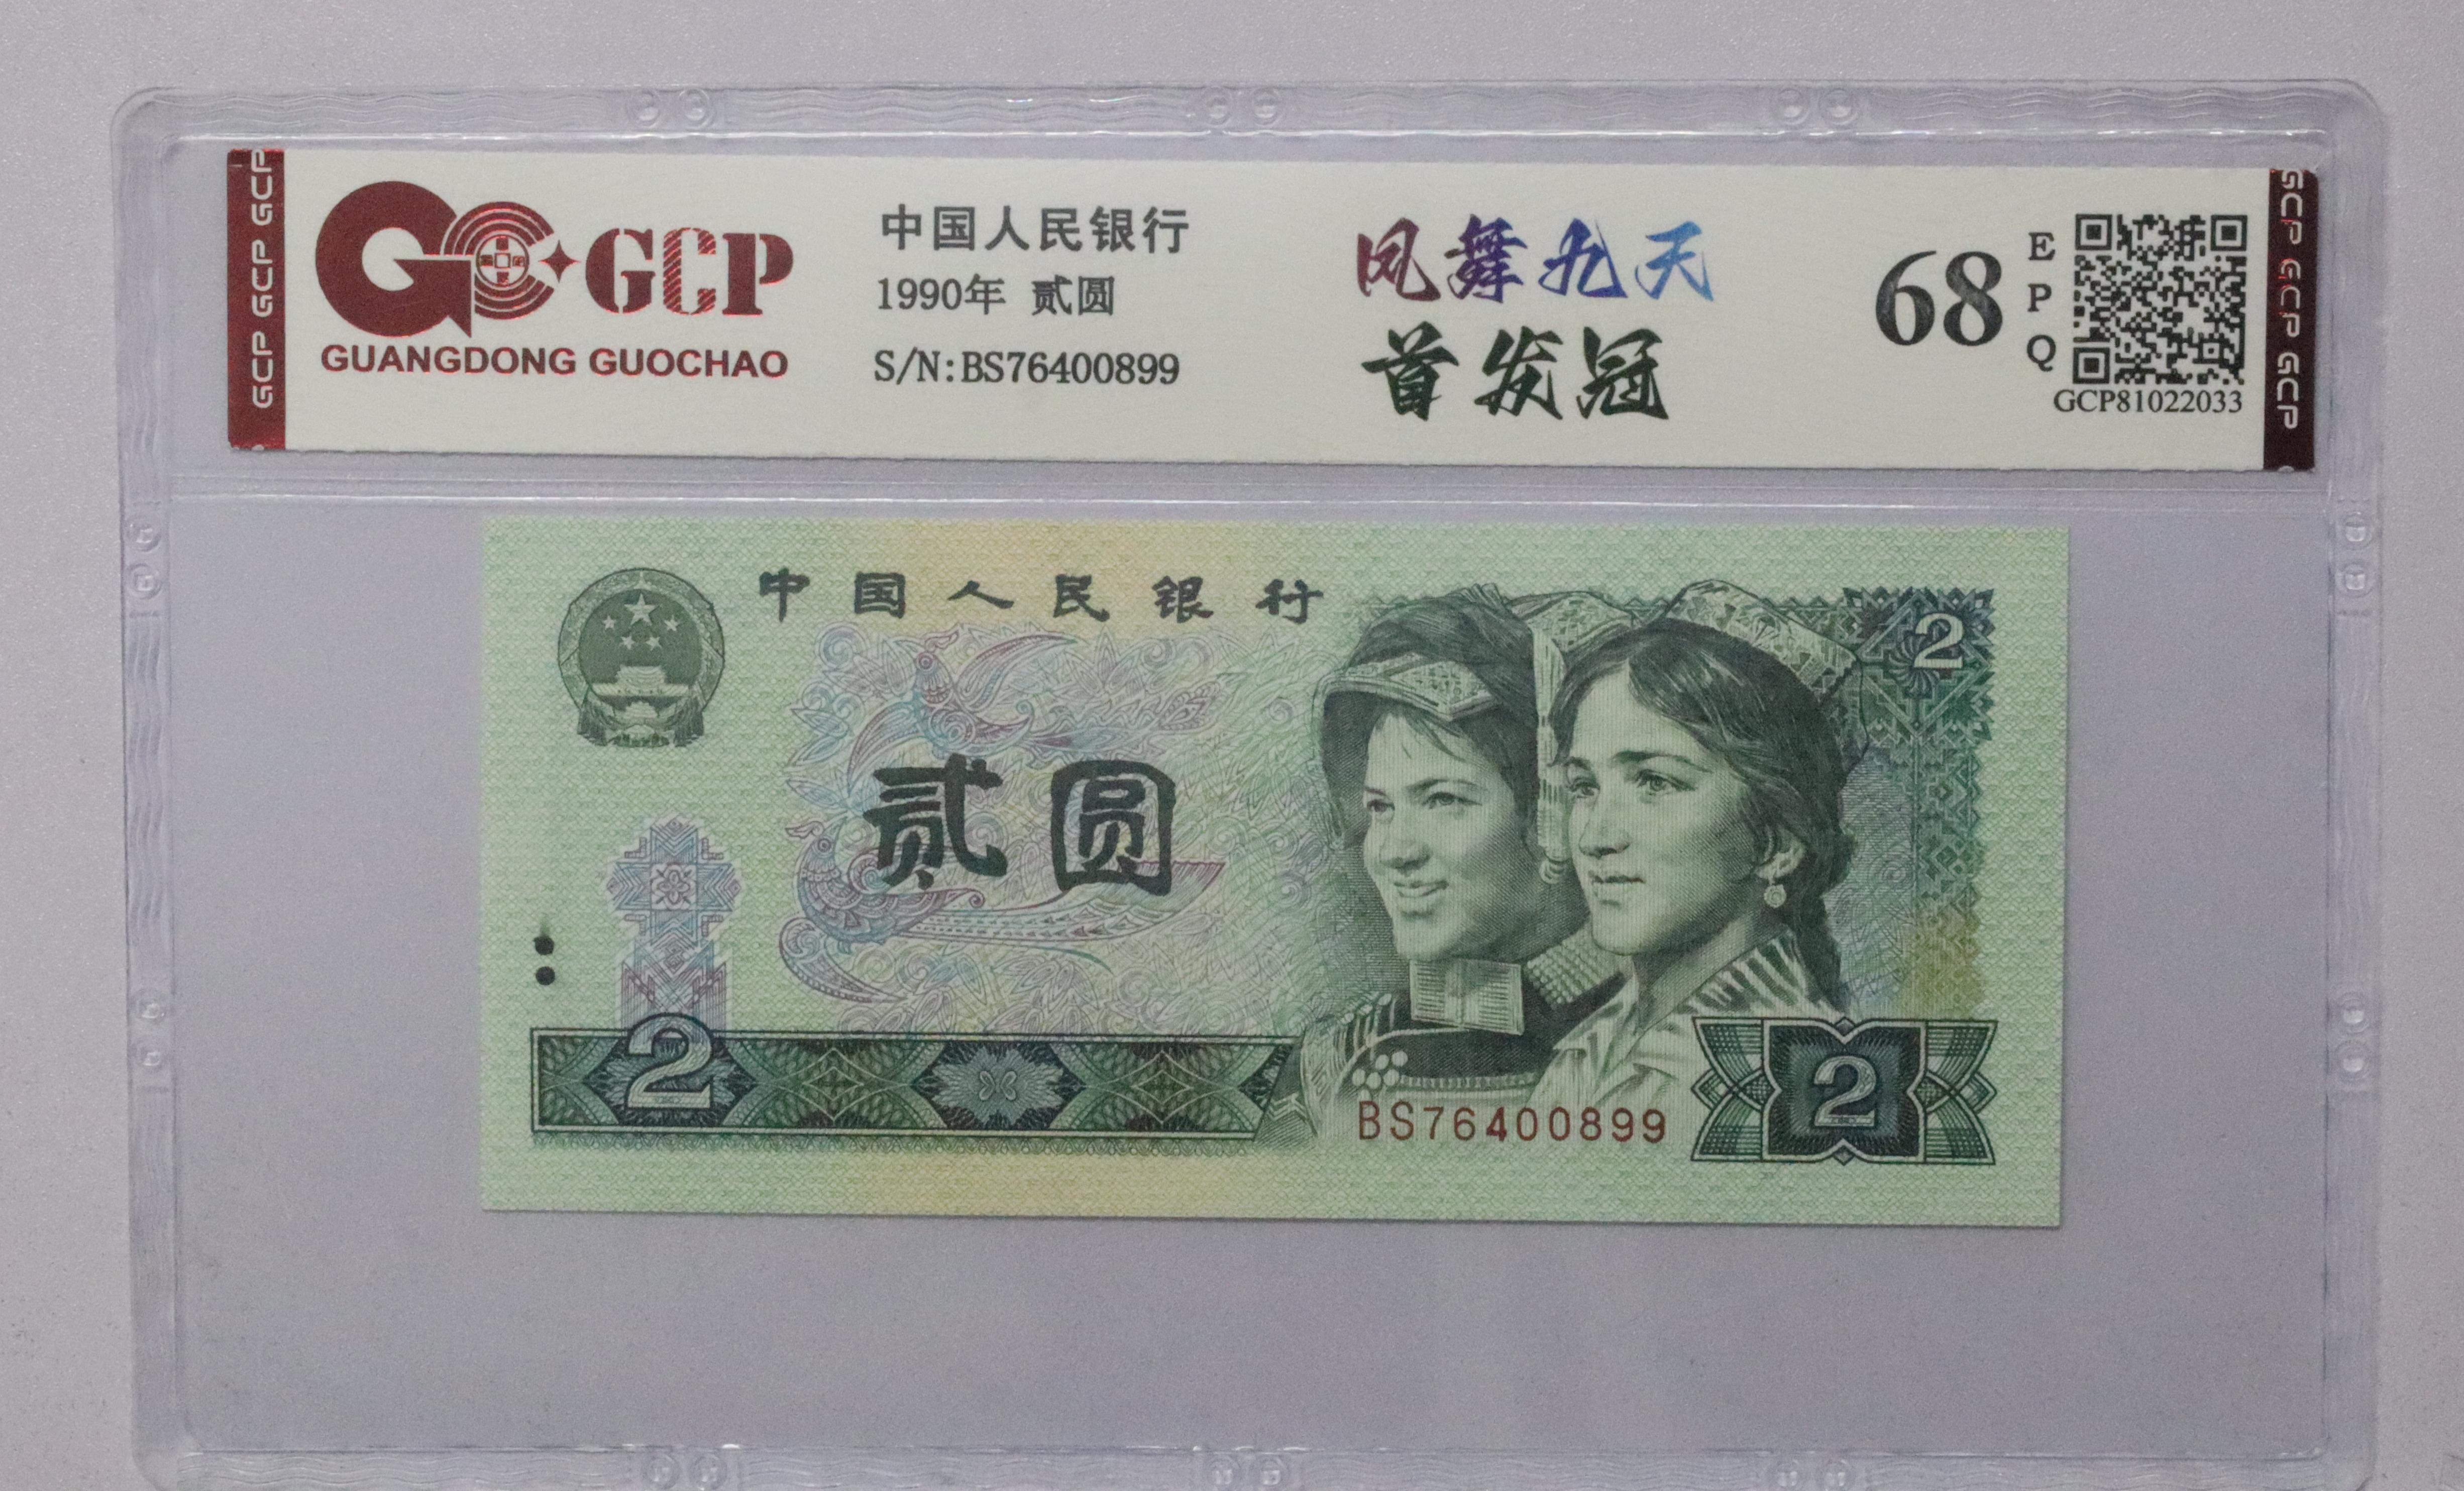 GCP GCP GCP
GCP
GUANGDONG GUOCHAO
中国人民银行
1990年 贰圆
S/N:BS76400899
凤舞九天
首发冠
68
EPQ
GCP81022033
GCP GCP GCP
中国人民银行
2
贰圆
2
BS76400899
2